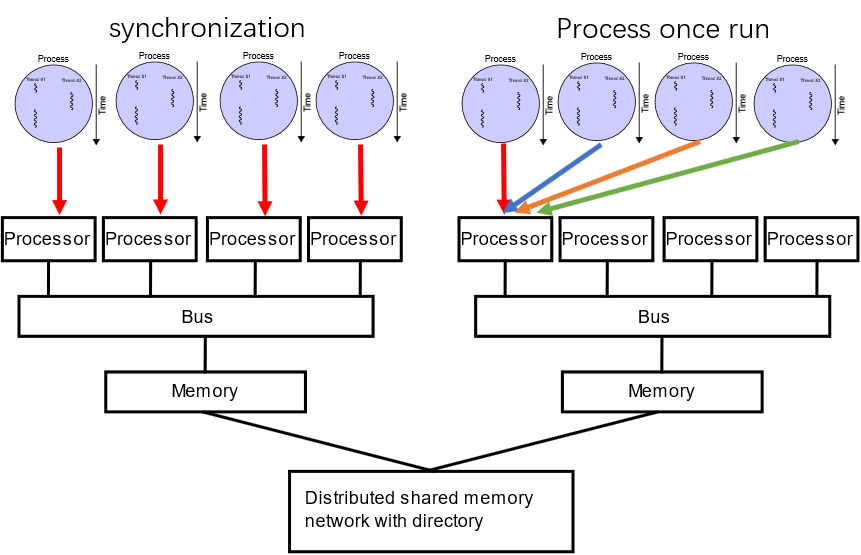 synchronization
Process once run
Process
Process
Process
Process
Process
Process
Process
Process
Thread #1
Thread #2
Time
Thread #1
Thread #2
Time
Thread #1
Thread #2
Time
Thread #1
Thread #2
Time
Thread #1
Thread #2
Time
Thread #1
Thread #2
Time
Thread #1
Thread #2
Time
Thread #1
Thread #2
Time
Processor
Processor
Processor
Processor
Processor
Processor
Processor
Processor
Bus
Bus
Memory
Memory
Distributed shared memory
network with directory